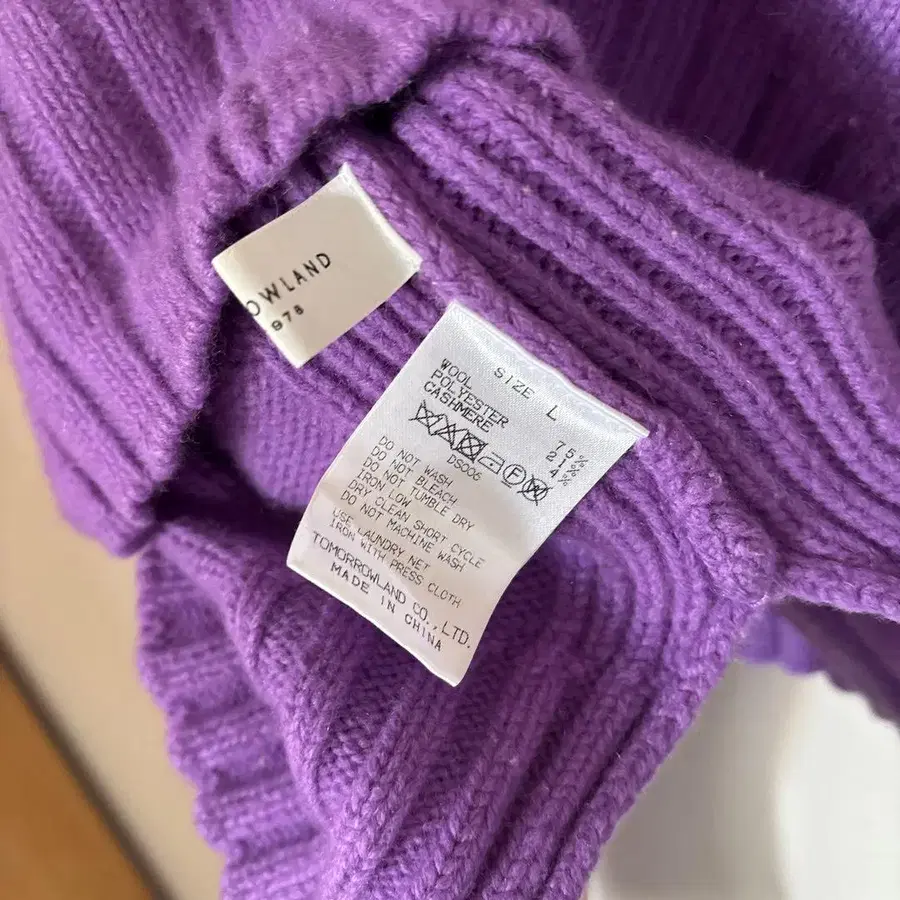 OWLAND
978
SIZE L
WOOL 75%
POLYESTER 21%
CASHMERE 4%
F W
DS006
DO NOT WASH
DO NOT BLEACH
DO NOT TUMBLE DRY
IRON LOW
DRY CLEAN SHORT CYCLE
DO NOT MACHINE WASH
USE LAUNDRY NET
IRON WITH PRESS CLOTH
TOMORROWLAND CO.,LTD.
MADE IN CHINA